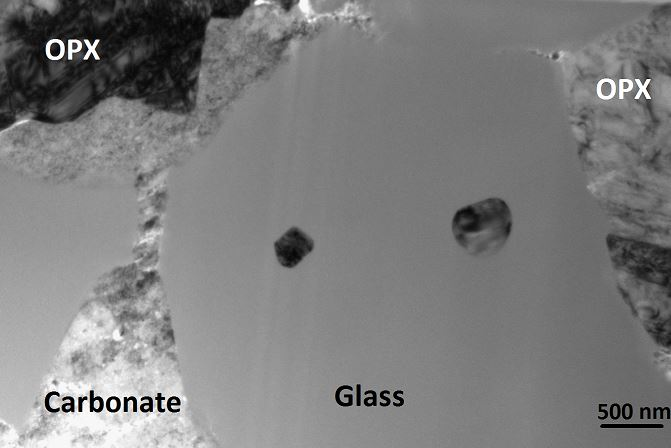 OPX
OPX
Glass
Carbonate
500 nm